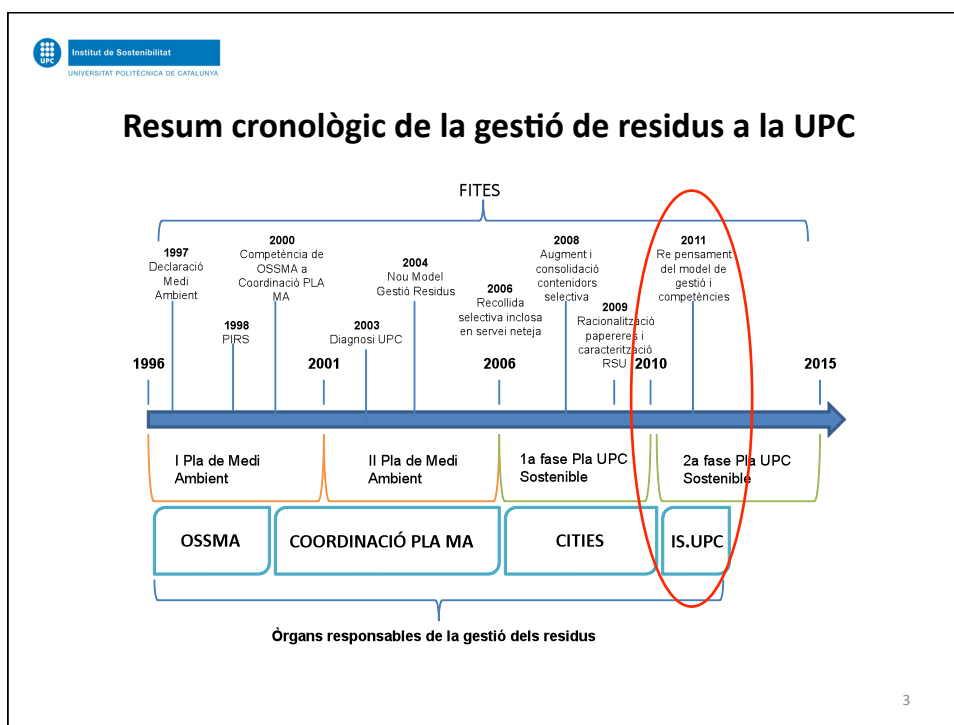 UPC
Institut de Sostenibilitat
UNIVERSITAT POLITÈCNICA DE CATALUNYA
Resum cronològic de la gestió de residus a la UPC
FITES
1997
Declaració
Medi
Ambient
1998
PIRS
2000
Competència de
OSSMA a
Coordinació PLA
MA
2003
Diagnosi UPC
2004
Nou Model
Gestió Residus
2006
Recollida
selectiva inclosa
en servei neteja
2008
Augment i
consolidació
contenidors
selectiva
2009
Racionalització
papereres i
caracterització
RSU
2011
Re pensament
del model de
gestió i
competències
1996
2001
2006
2010
2015
I Pla de Medi
Ambient
II Pla de Medi
Ambient
1a fase Pla UPC
Sostenible
2a fase Pla UPC
Sostenible
OSSMA
COORDINACIÓ PLA MA
CITIES
IS.UPC
Òrgans responsables de la gestió dels residus
3